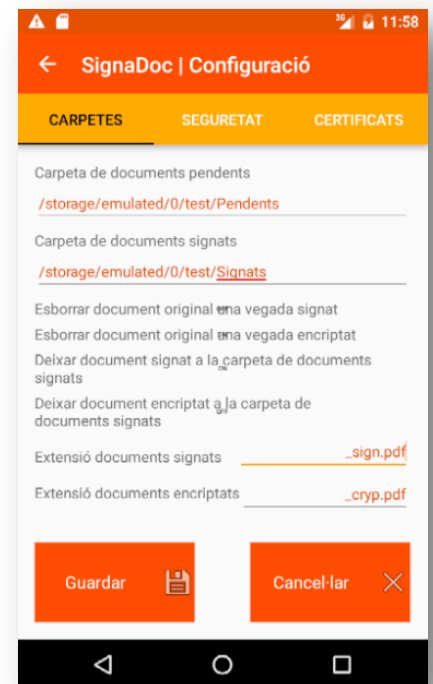 3G 11:58
SignaDoc | Configuració
CARPETES SEGURETAT CERTIFICATS
Carpeta de documents pendents
/storage/emulated/0/test/Pendents
Carpeta de documents signats
/storage/emulated/0/test/Signats
Esborrar document original una vegada signat
Esborrar document original una vegada encriptat
Deixar document signat a la carpeta de documents
signats
Deixar document encriptat a la carpeta de
documents signats
Extensió documents signats _sign.pdf
Extensió documents encriptats _cryp.pdf
Guardar Cancel·lar